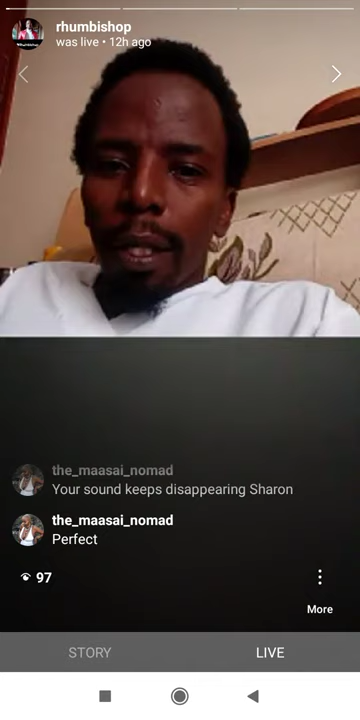 rhumbishop
was live • 12h ago
the_maasai_nomad
Your sound keeps disappearing Sharon
the_maasai_nomad
Perfect
97
More
STORY
LIVE